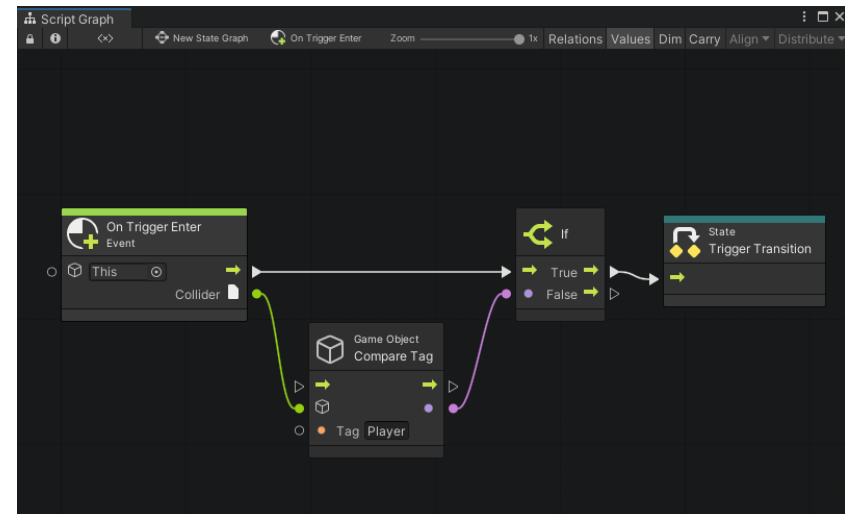 Script Graph
<×> New State Graph On Trigger Enter Zoom 1x Relations Values Dim Carry Align Distribute
On Trigger Enter
Event
This
Collider
Game Object
Compare Tag
Tag Player
If
True
False
State
Trigger Transition